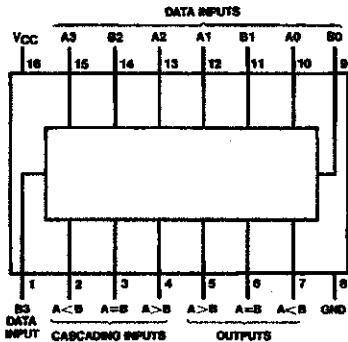 DATA INPUTS
VCC A3 B2 A2 A1 B1 A0 B0
16 15 14 13 12 11 10 9
1 2 3 4 5 6 7 8
B3 A<B A=B A>B A>B A=B A<B GND
DATA INPUT CASCADING INPUTS OUTPUTS